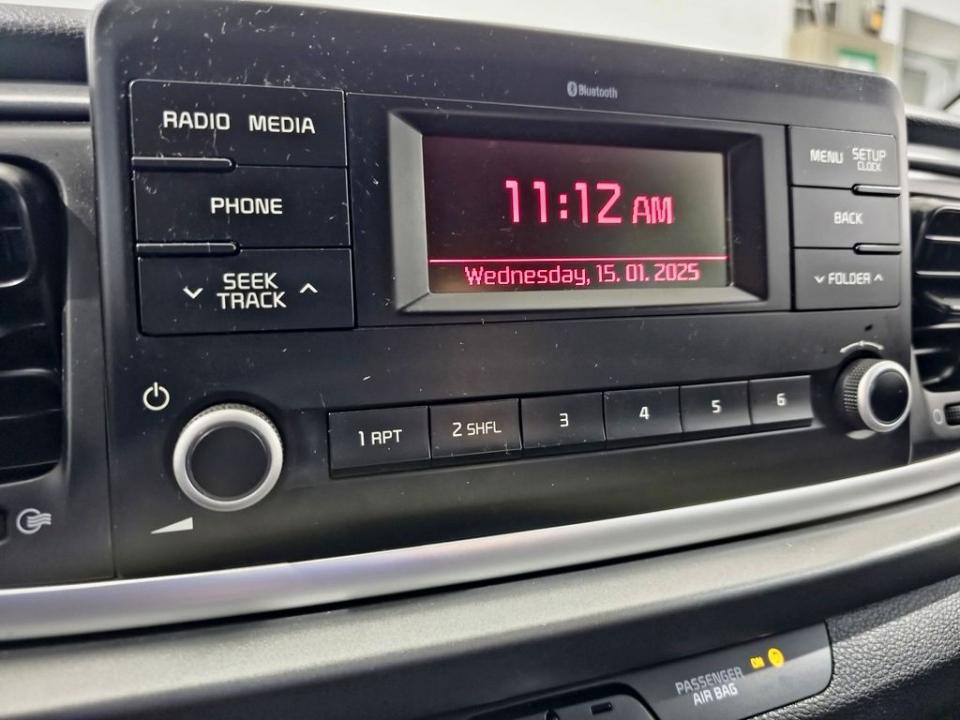 Bluetooth
RADIO MEDIA
PHONE
SEEK
TRACK
11:12 AM
Wednesday, 15. 01. 2025
MENU SETUP
CLOCK
BACK
FOLDER
1 RPT
2 SHFL
3
4
5
6
PASSENGER
AIR BAG
ON